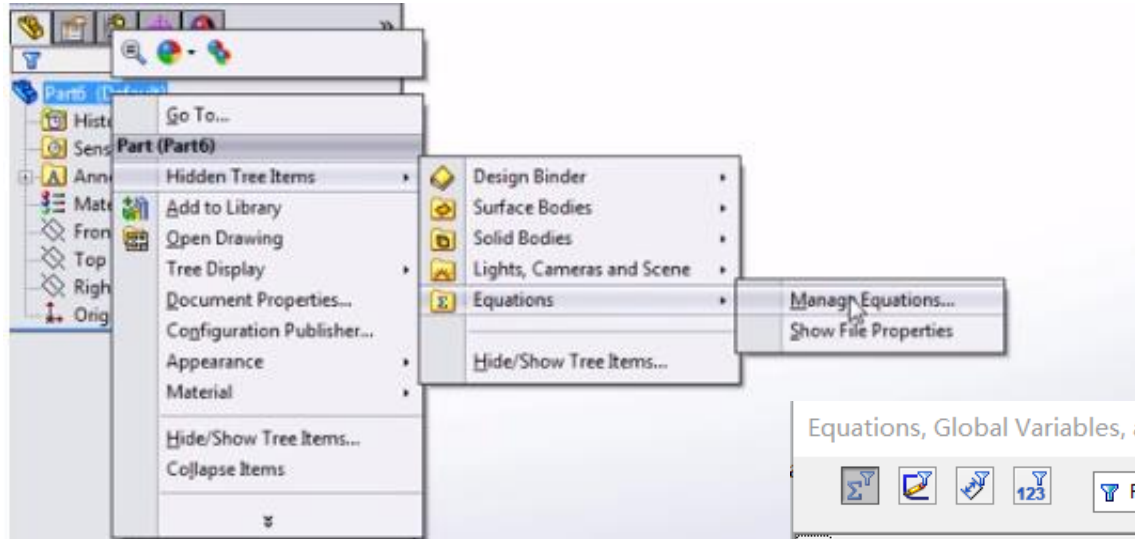 Part6 (Default)
Histo
Sens
Anno
Mate
Fron
Top
Righ
Orig
Go To...
Part (Part6)
Hidden Tree Items
Add to Library
Open Drawing
Tree Display
Document Properties...
Configuration Publisher...
Appearance
Material
Hide/Show Tree Items...
Collapse Items
Design Binder
Surface Bodies
Solid Bodies
Lights, Cameras and Scene
Equations
Hide/Show Tree Items...
Manage Equations...
Show File Properties
Equations, Global Variables, a
123